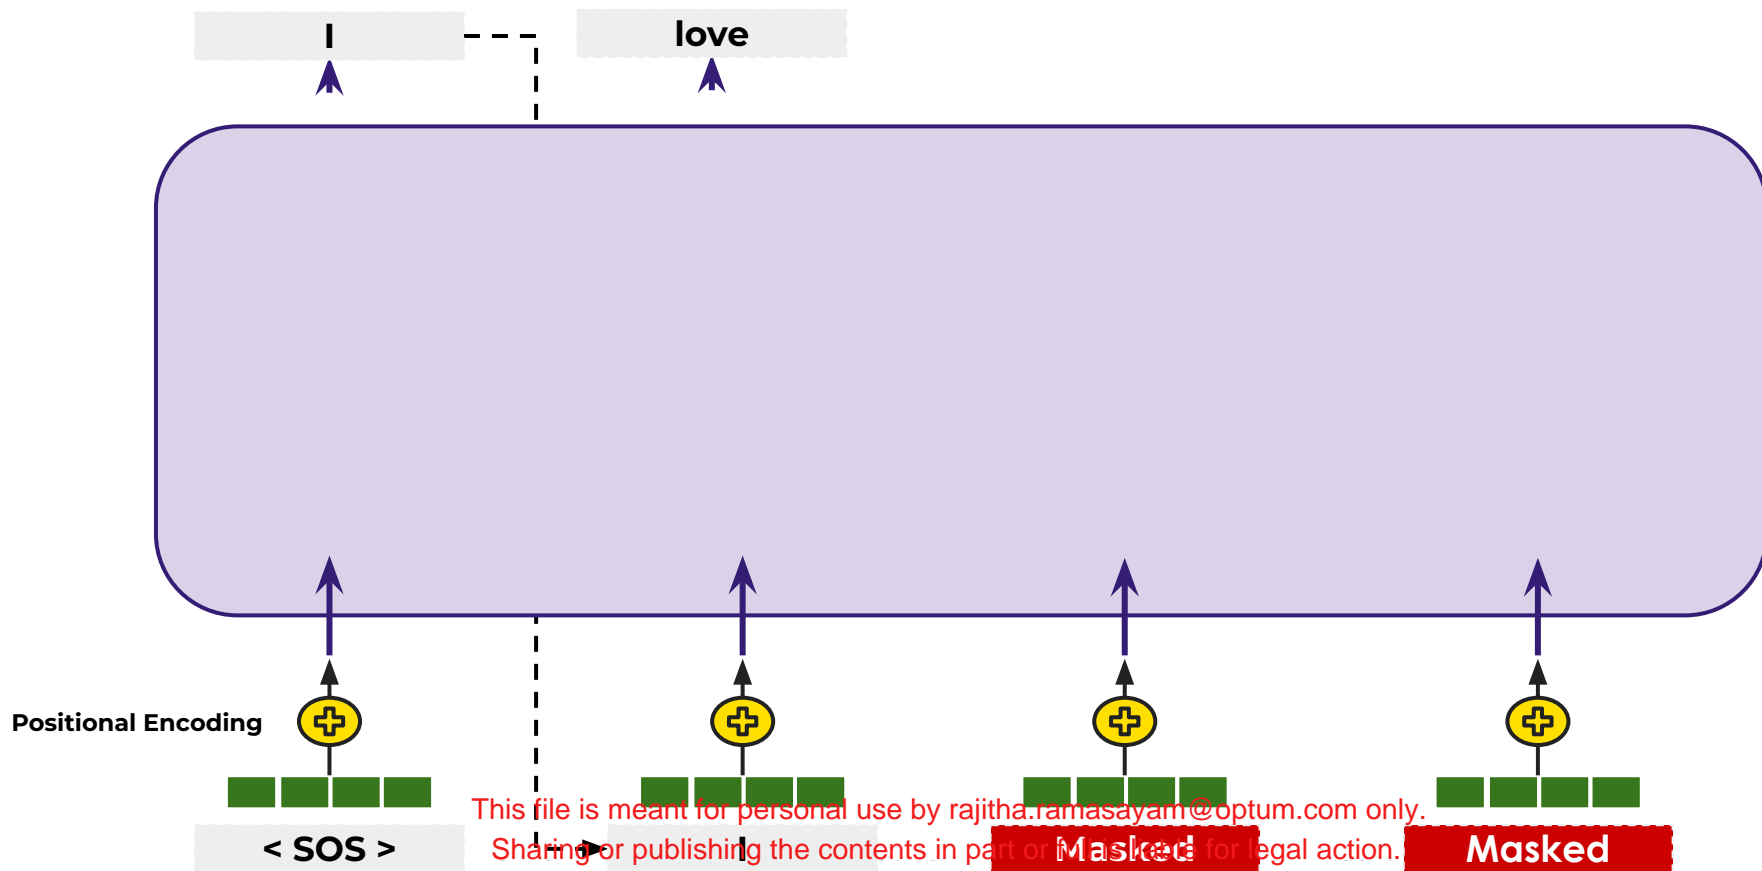 I
love
Positional Encoding
This file is meant for personal use by rajitha.ramasayam@optum.com only.
< SOS >
I
Masked
Masked
Sharing or publishing the contents in part or full is liable for legal action.